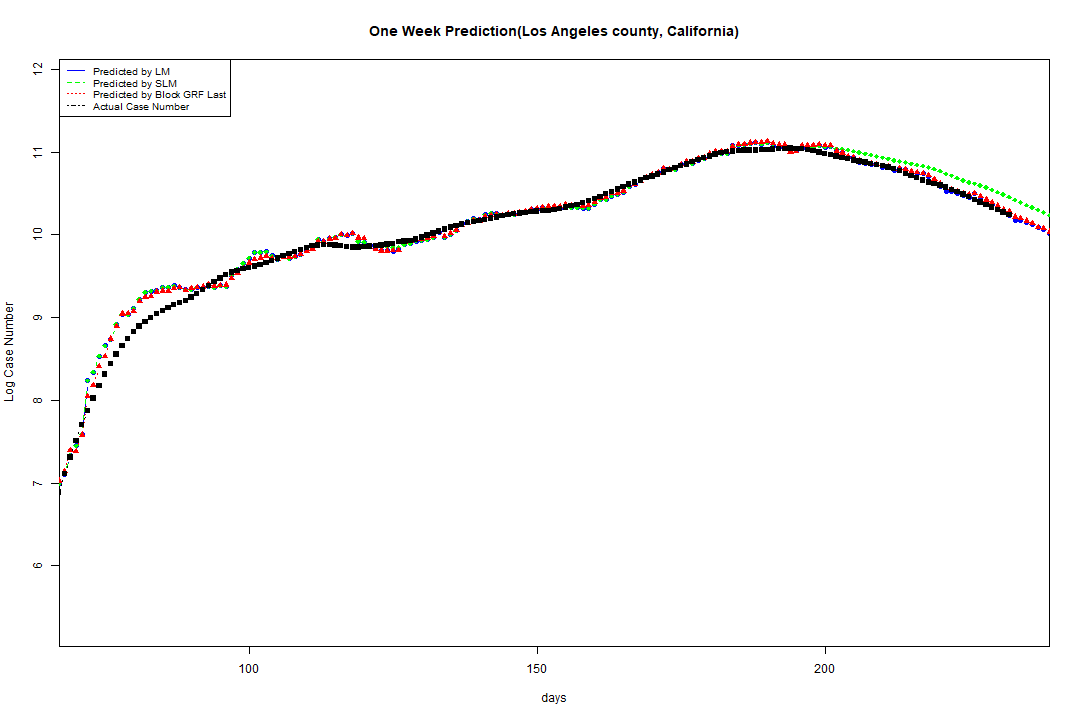 One Week Prediction(Los Angeles county, California)
Predicted by LM
Predicted by SLM
Predicted by Block GRF Last
Actual Case Number
12
11
10
9
8
7
6
Log Case Number
100
150
200
days